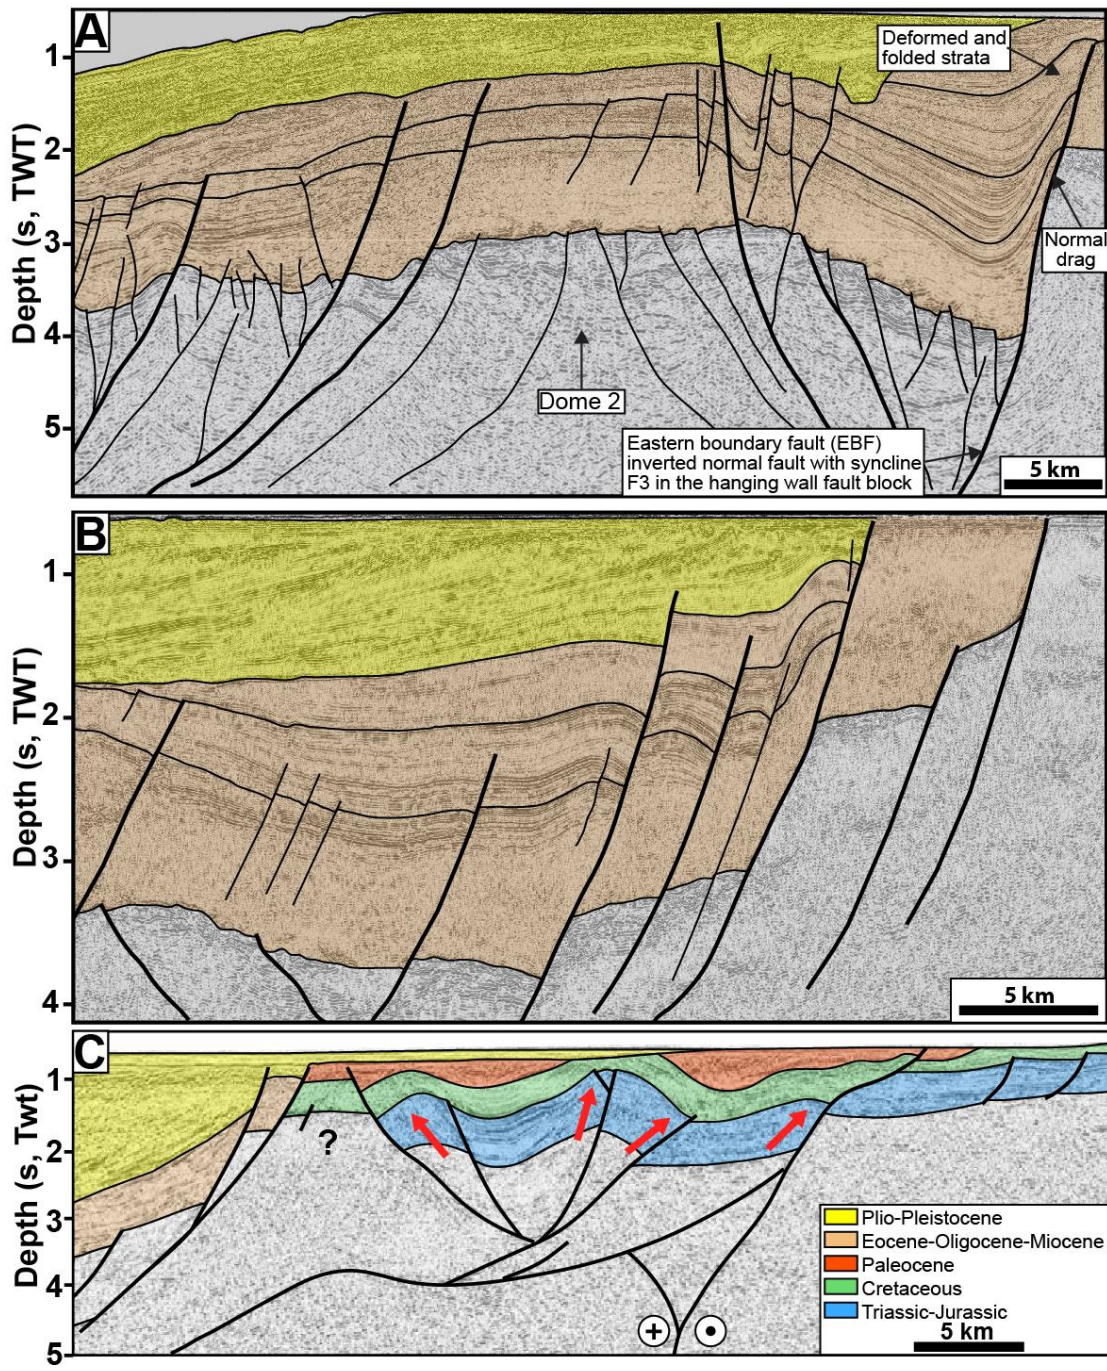 A
Depth (s, TWT)
1
2
3
4
5
Deformed and
folded strata
Normal
drag
Dome 2
Eastern boundary fault (EBF)
inverted normal fault with syncline
F3 in the hanging wall fault block
5 km
B
Depth (s, TWT)
1
2
3
4
5 km
C
Depth (s, Twt)
1
2
3
4
5
?
Plio-Pleistocene
Eocene-Oligocene-Miocene
Paleocene
Cretaceous
Triassic-Jurassic
5 km